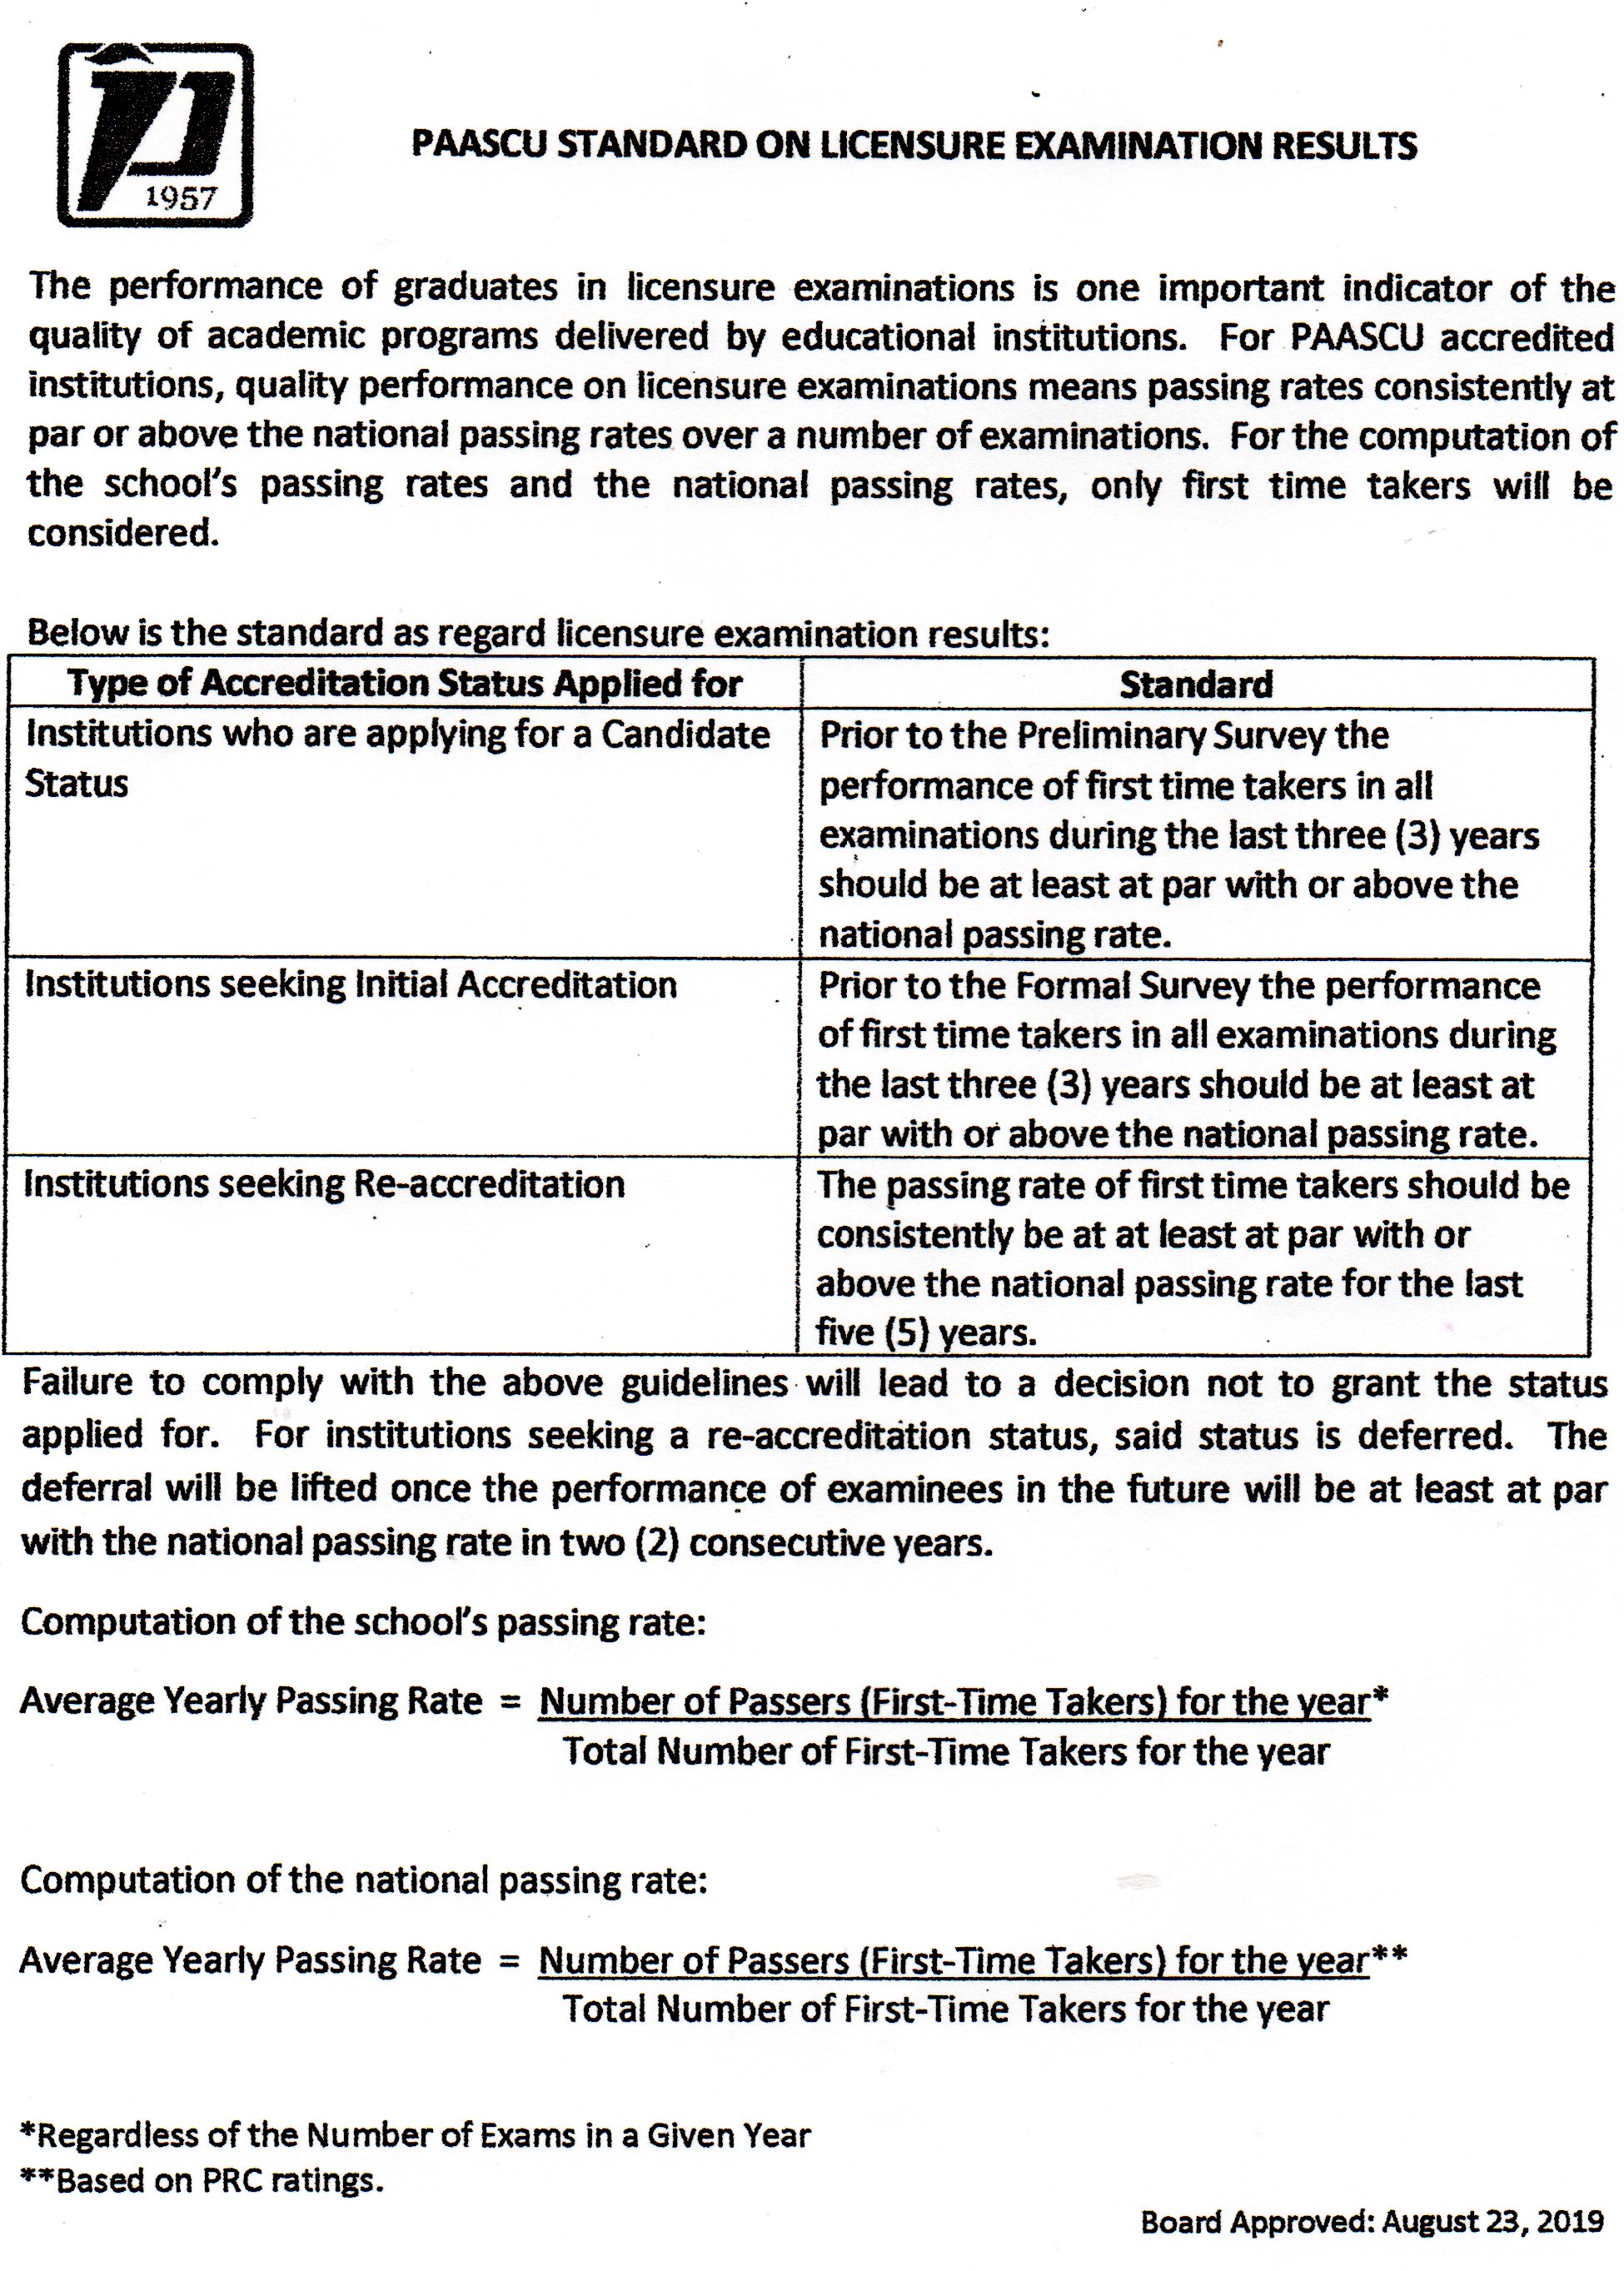 1957
PAASCU STANDARD ON LICENSURE EXAMINATION RESULTS
The performance of graduates in licensure examinations is one important indicator of the
quality of academic programs delivered by educational institutions. For PAASCU accredited
institutions, quality performance on licensure examinations means passing rates consistently at
par or above the national passing rates over a number of examinations. For the computation of
the school's passing rates and the national passing rates, only first time takers will be
considered.
Below is the standard as regard licensure examination results:
Type of Accreditation Status Applied for
Standard
Institutions who are applying for a Candidate
Status
Prior to the Preliminary Survey the
performance of first time takers in all
examinations during the last three (3) years
should be at least at par with or above the
national passing rate.
Institutions seeking Initial Accreditation
Prior to the Formal Survey the performance
of first time takers in all examinations during
the last three (3) years should be at least at
par with or above the national passing rate.
Institutions seeking Re-accreditation
The passing rate of first time takers should be
consistently be at at least at par with or
above the national passing rate for the last
five (5) years.
Failure to comply with the above guidelines will lead to a decision not to grant the status
applied for. For institutions seeking a re-accreditation status, said status is deferred. The
deferral will be lifted once the performance of examinees in the future will be at least at par
with the national passing rate in two (2) consecutive years.
Computation of the school's passing rate:
Average Yearly Passing Rate = Number of Passers (First-Time Takers) for the year*
Total Number of First-Time Takers for the year
Computation of the national passing rate:
Average Yearly Passing Rate = Number of Passers (First-Time Takers) for the year**
Total Number of First-Time Takers for the year
*Regardless of the Number of Exams in a Given Year
**Based on PRC ratings.
Board Approved: August 23, 2019